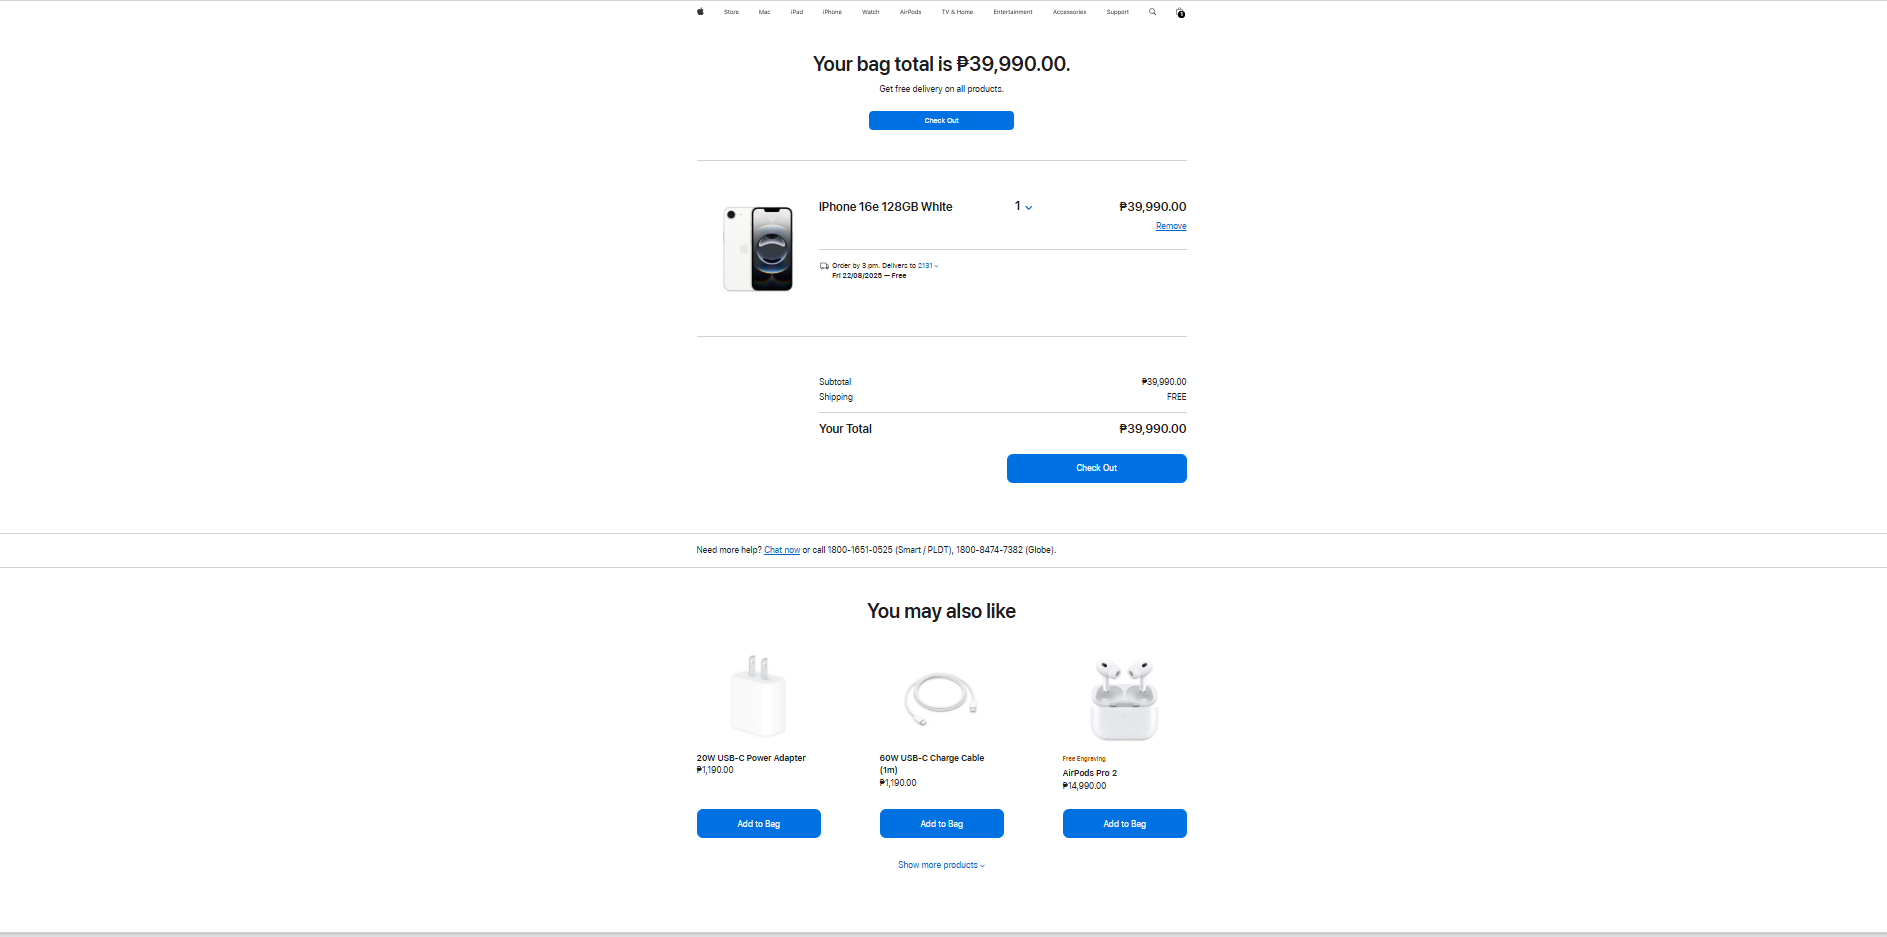 Store Mac iPad iPhone Watch AirPods TV & Home Entertainment Accessories Support 1
Your bag total is ₱39,990.00.
Get free delivery on all products.
Check Out
iPhone 16e 128GB White 1 ₱39,990.00
Remove
Order by 3 pm. Delivers to 2131
Fri 22/08/2025 — Free
Subtotal ₱39,990.00
Shipping FREE
Your Total ₱39,990.00
Check Out
Need more help? Chat now or call 1800-1651-0525 (Smart / PLDT), 1800-8474-7382 (Globe).
You may also like
20W USB-C Power Adapter
₱1,190.00
Add to Bag
60W USB-C Charge Cable
(1m)
₱1,190.00
Add to Bag
Free Engraving
AirPods Pro 2
₱14,990.00
Add to Bag
Show more products